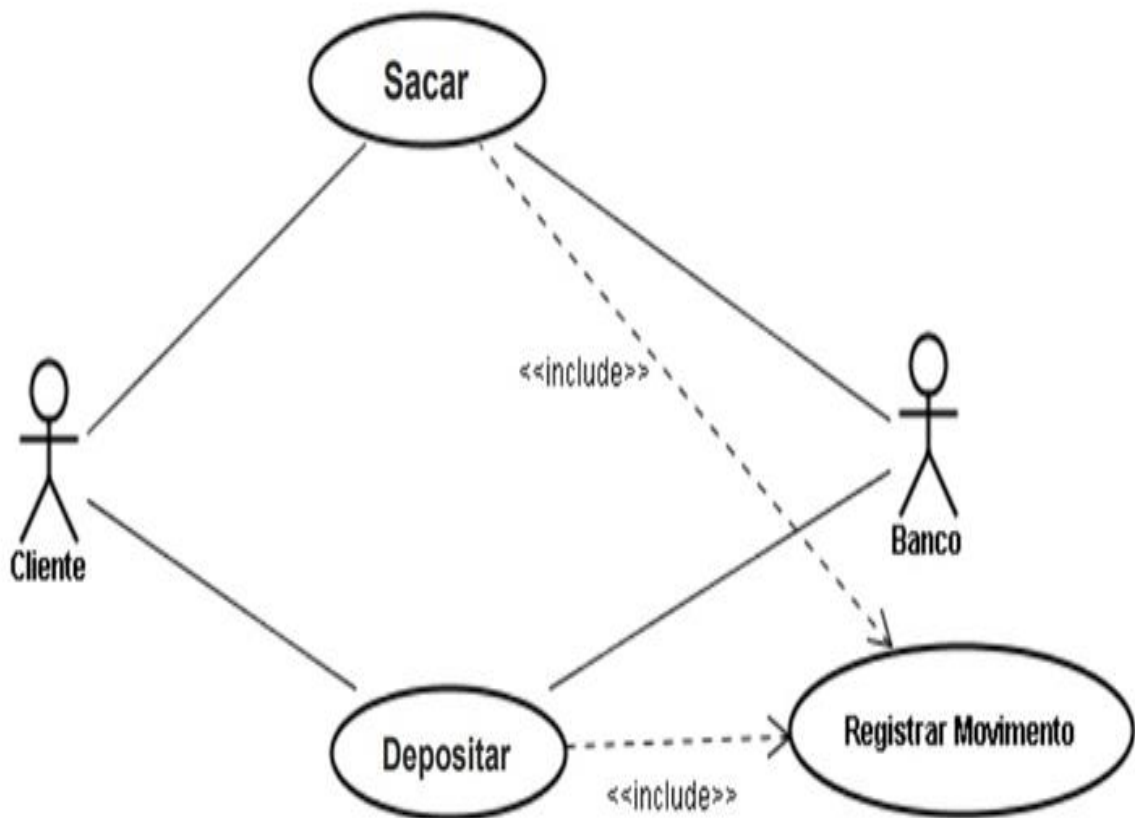 Sacar
<<include>>
Cliente
Banco
Registrar Movimento
Depositar
<<include>>